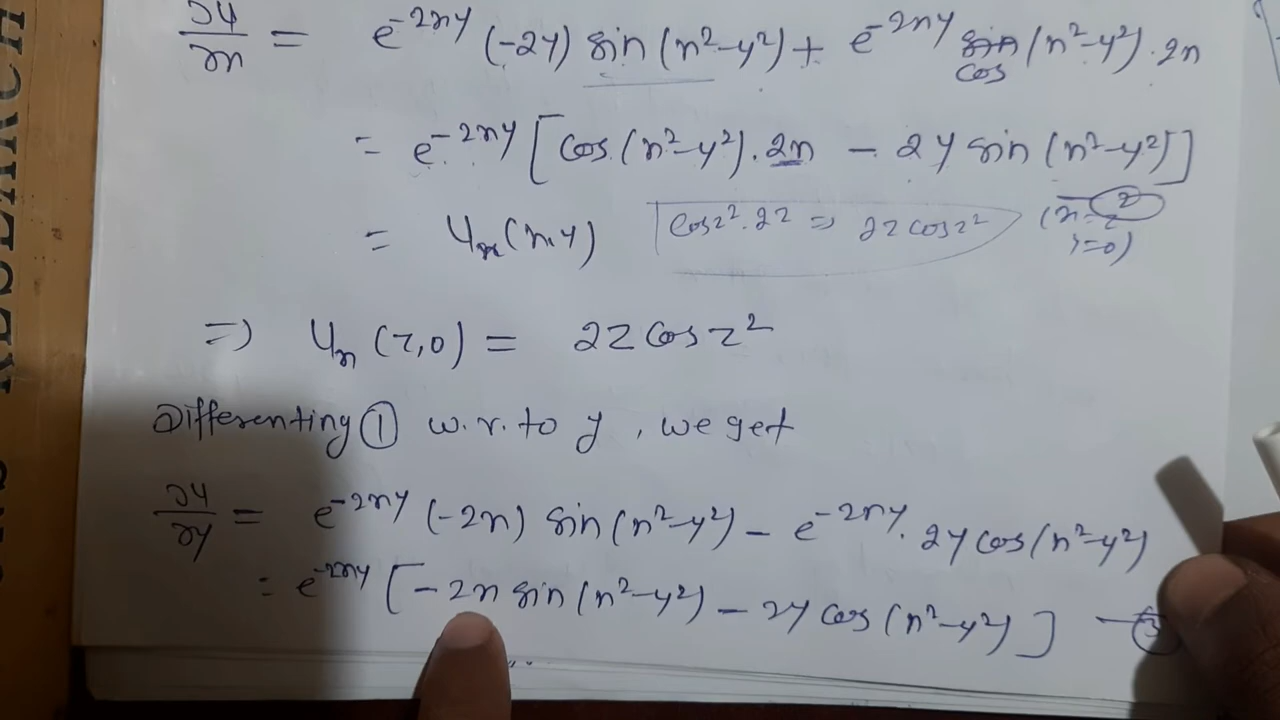 RESEARCH
∂u/∂x = e^{-2xy} (-2y) sin (x²-y²) + e^{-2xy} s̶i̶n̶ cos (x²-y²) . 2x
= e^{-2xy} [cos (x²-y²) . 2x - 2y sin (x²-y²)]
= u_x (x, y) cos z² . 2z ⇒ 2z cos z² (x=z y=0)
⇒ u_x (z, 0) = 2z cos z²
Differenting ① w.r. to y , we get
∂u/∂y = e^{-2xy} (-2x) sin (x²-y²) - e^{-2xy} . 2y cos (x²-y²)
= e^{-2xy} [-2x sin (x²-y²) - 2y cos (x²-y²)] — ③